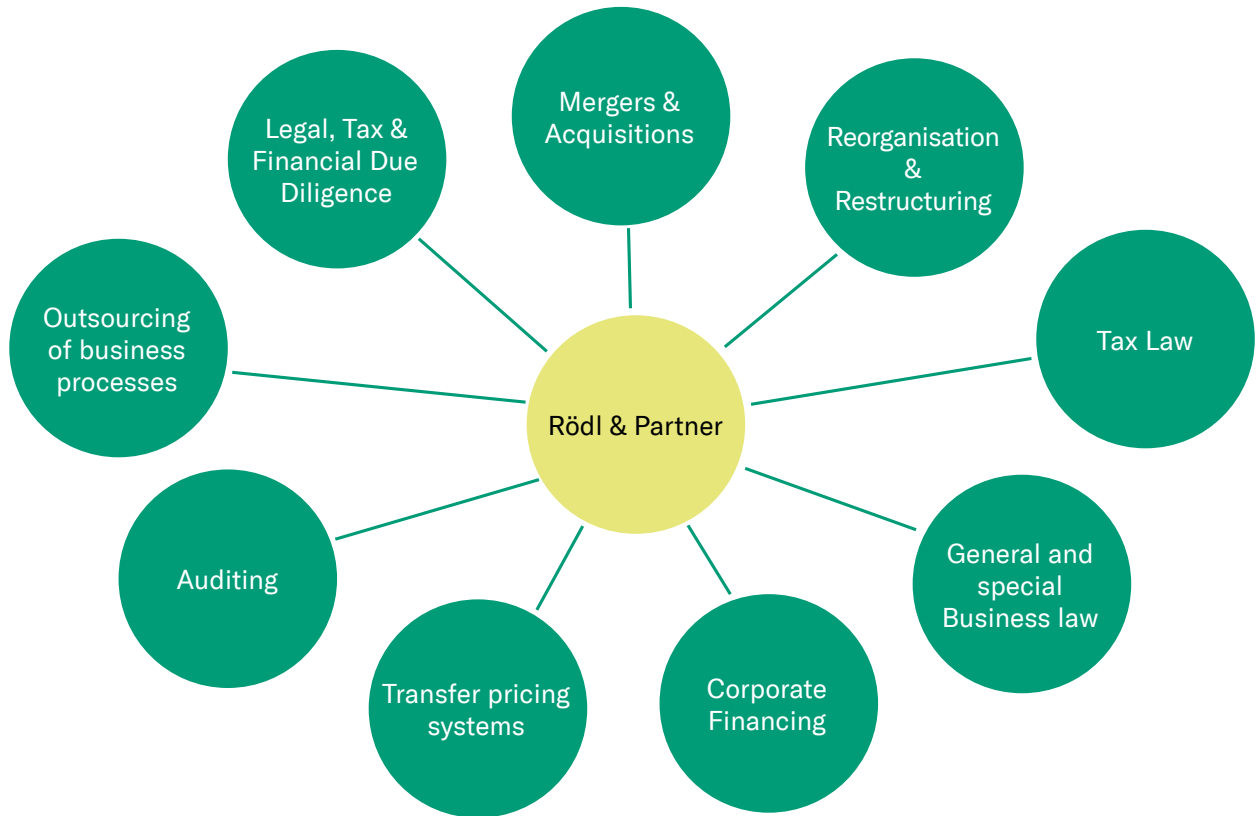 Mergers &
Acquisitions
Legal, Tax &
Financial Due
Diligence
Reorganisation
&
Restructuring
Outsourcing
of business
processes
Tax Law
Rödl & Partner
Auditing
General and
special
Business law
Transfer pricing
systems
Corporate
Financing